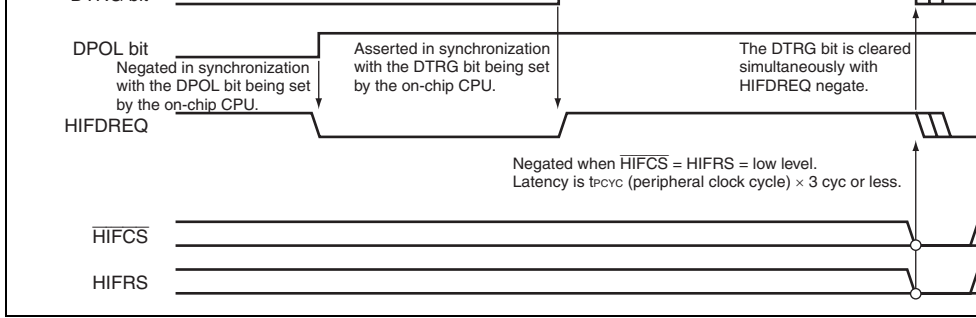 DPOL bit
Negated in synchronization
with the DPOL bit being set
by the on-chip CPU.
Asserted in synchronization
with the DTRG bit being set
by the on-chip CPU.
The DTRG bit is cleared
simultaneously with
HIFDREQ negate.
HIFDREQ
Negated when HIFCS = HIFRS = low level.
Latency is tPCYC (peripheral clock cycle) × 3 cyc or less.
HIFCS
HIFRS